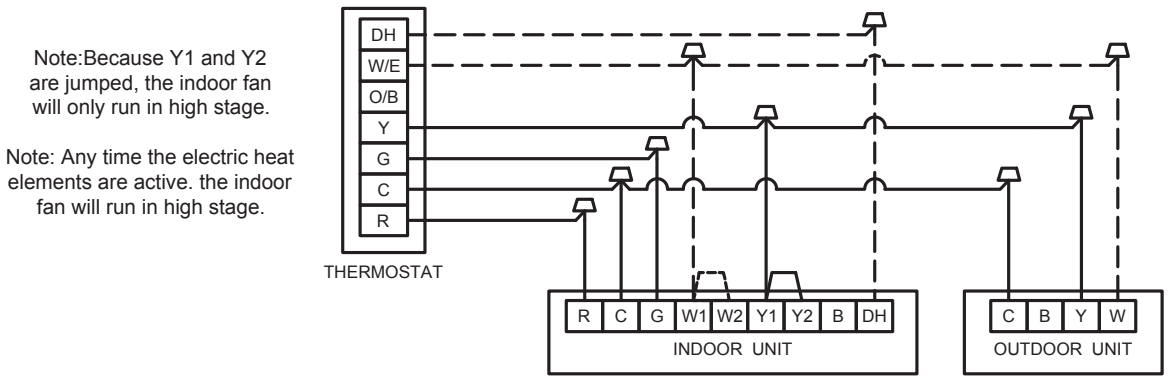 Note:Because Y1 and Y2
are jumped, the indoor fan
will only run in high stage.
Note: Any time the electric heat
elements are active. the indoor
fan will run in high stage.
DH
W/E
O/B
Y
G
C
R
THERMOSTAT
R C G W1 W2 Y1 Y2 B DH
INDOOR UNIT
C B Y W
OUTDOOR UNIT